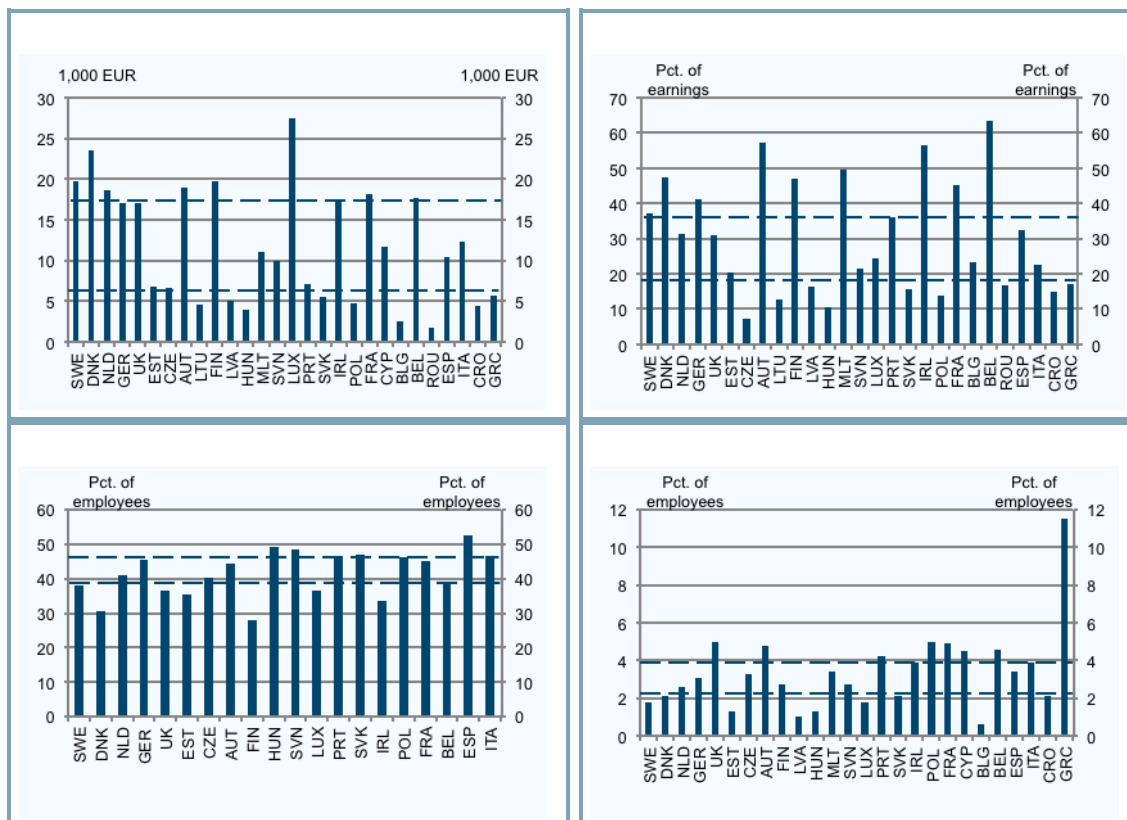 1,000 EUR 1,000 EUR
30 30
25 25
20 20
15 15
10 10
5 5
0 0
SWE DNK NLD GER UK EST CZE AUT LTU FIN LVA HUN MLT SVN LUX PRT SVK IRL POL FRA CYP BLG BEL ROU ESP ITA CRO GRC
Pct. of Pct. of
earnings earnings
70 70
60 60
50 50
40 40
30 30
20 20
10 10
0 0
SWE DNK NLD GER UK EST CZE AUT LTU FIN LVA HUN MLT SVN LUX PRT SVK IRL POL FRA BLG BEL ROU ESP ITA CRO GRC
Pct. of Pct. of
employees employees
60 60
50 50
40 40
30 30
20 20
10 10
0 0
SWE DNK NLD GER UK EST CZE AUT FIN HUN SVN LUX PRT SVK IRL POL FRA BEL ESP ITA
Pct. of Pct. of
employees employees
12 12
10 10
8 8
6 6
4 4
2 2
0 0
SWE DNK NLD GER UK EST CZE AUT FIN LVA HUN MLT SVN LUX PRT SVK IRL POL FRA CYP BLG BEL ESP ITA CRO GRC